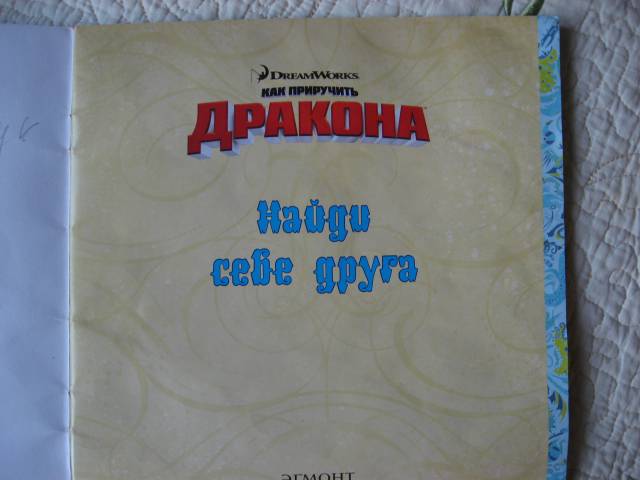 DREAMWORKS
КАК ПРИРУЧИТЬ
ДРАКОНА
Найди
себе друга
ЭГМОНТ